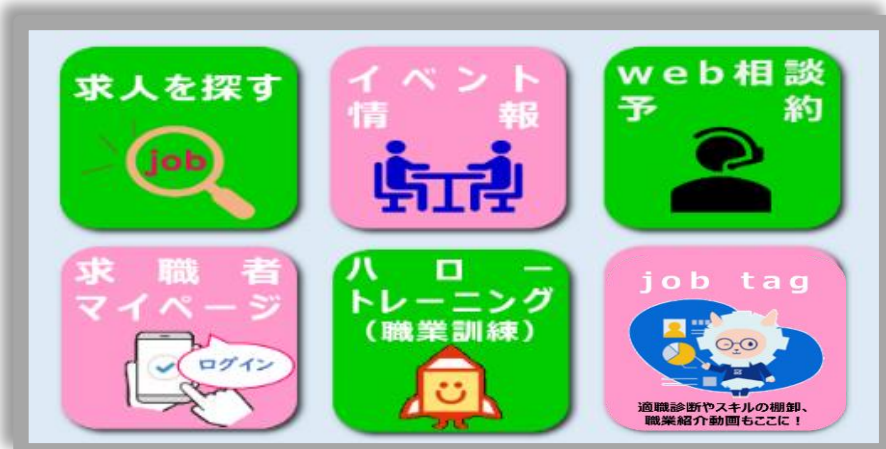 求人を探す
job
イベント
情報
web相談
予約
求職者
マイページ
ログイン
ハロー
トレーニング
(職業訓練)
job tag
適職診断やスキルの棚卸、
職業紹介動画もここに！